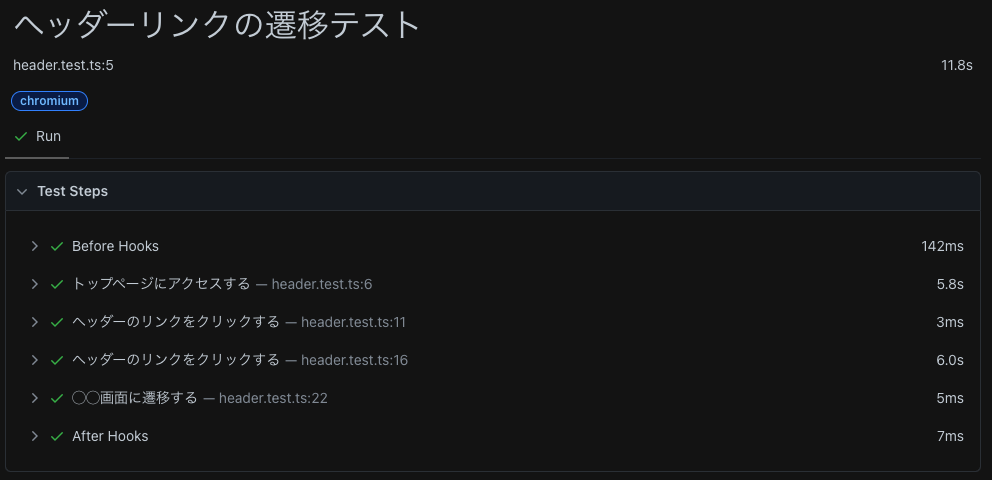 ヘッダーリンクの遷移テスト
header.test.ts:5 11.8s
chromium
Run
Test Steps
Before Hooks 142ms
トップページにアクセスする — header.test.ts:6 5.8s
ヘッダーのリンクをクリックする — header.test.ts:11 3ms
ヘッダーのリンクをクリックする — header.test.ts:16 6.0s
◯◯画面に遷移する — header.test.ts:22 5ms
After Hooks 7ms